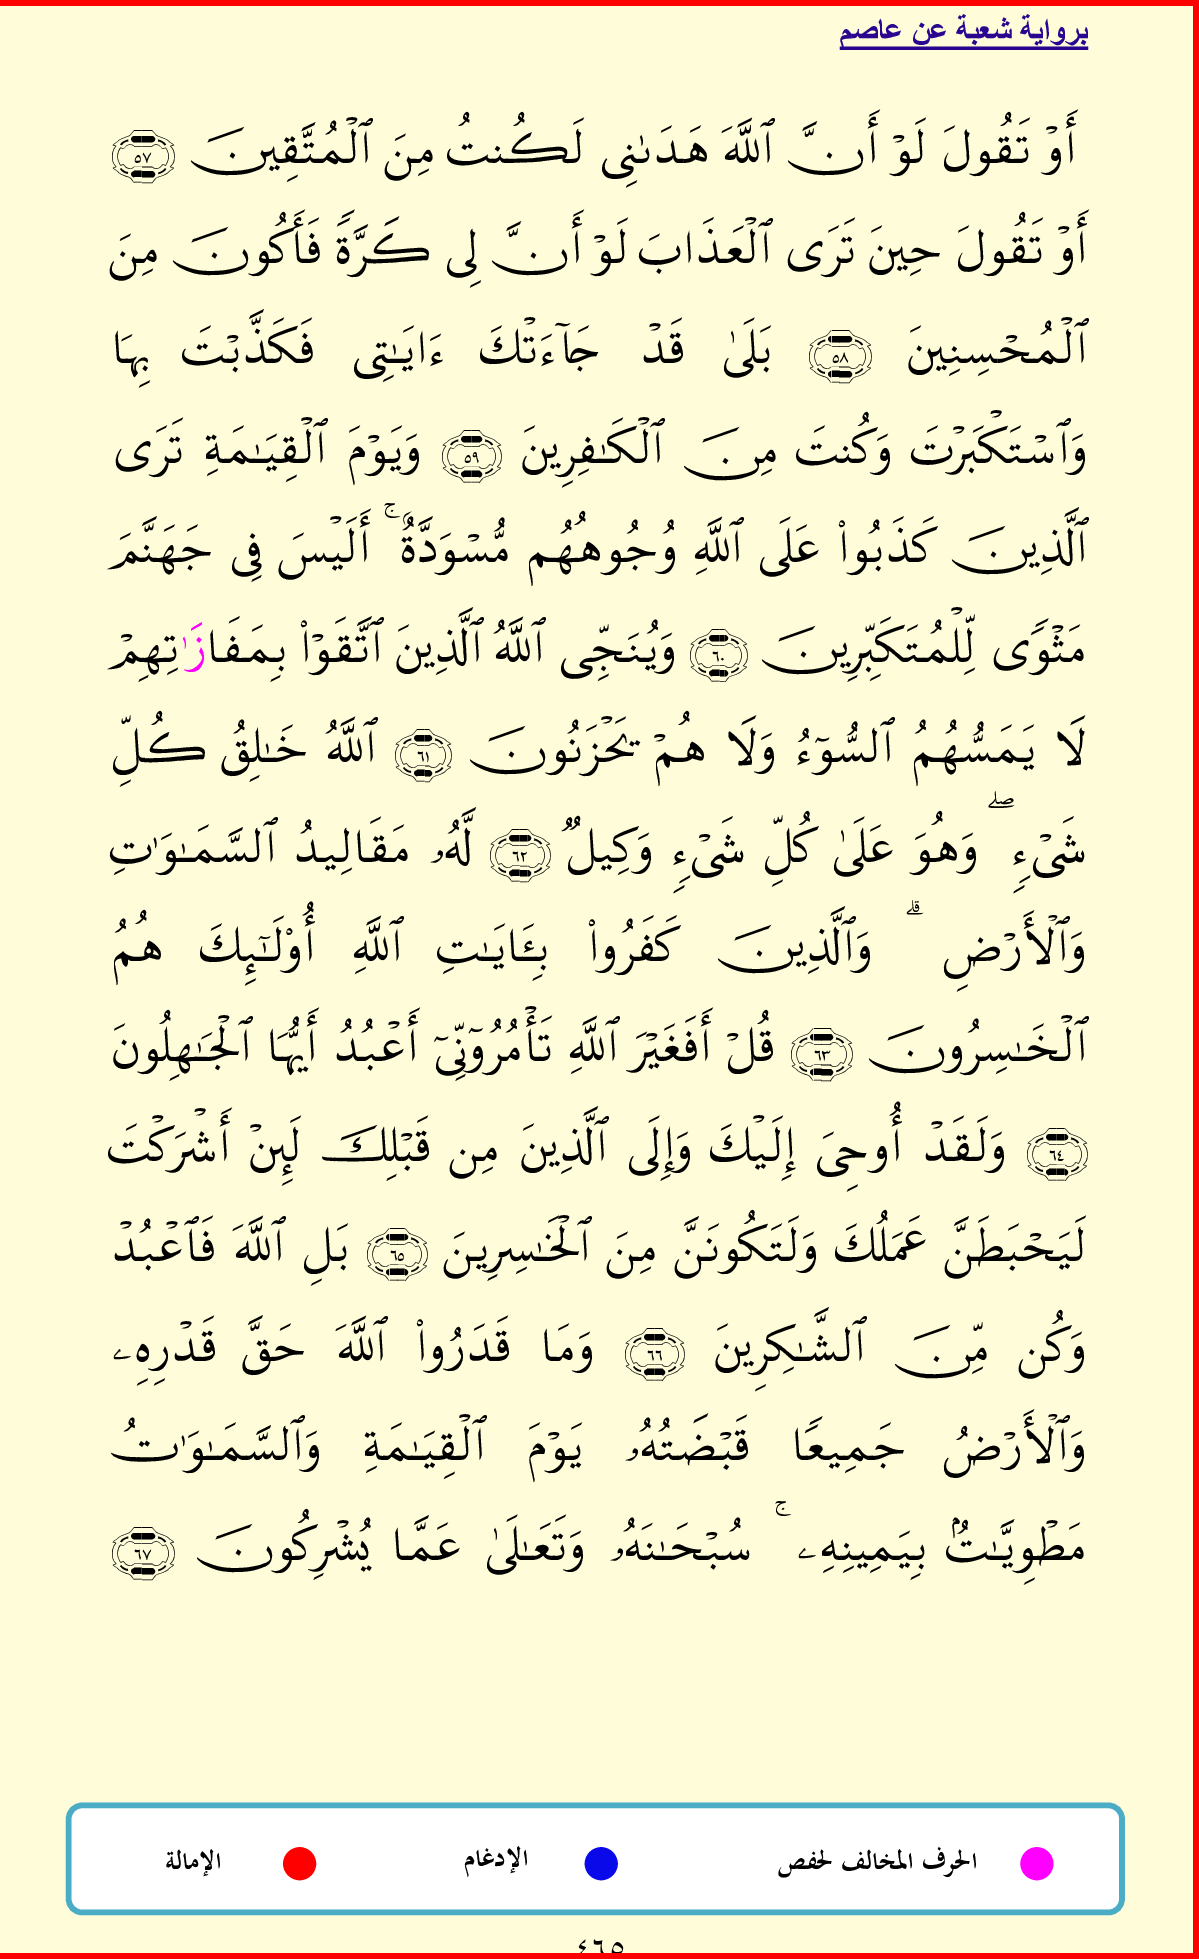 برواية شعبة عن عاصم
أَوْ تَقُولَ لَوْ أَنَّ ٱللَّهَ هَدَىٰنِى لَكُنتُ مِنَ ٱلْمُتَّقِينَ ٥٧
أَوْ تَقُولَ حِينَ تَرَى ٱلْعَذَابَ لَوْ أَنَّ لِى كَرَّةً فَأَكُونَ مِنَ
ٱلْمُحْسِنِينَ ٥٨ بَلَىٰ قَدْ جَآءَتْكَ ءَايَـٰتِى فَكَذَّبْتَ بِهَا
وَٱسْتَكْبَرْتَ وَكُنتَ مِنَ ٱلْكَـٰفِرِينَ ٥٩ وَيَوْمَ ٱلْقِيَـٰمَةِ تَرَى
ٱلَّذِينَ كَذَبُوا۟ عَلَى ٱللَّهِ وُجُوهُهُم مُّسْوَدَّةٌ ۚ أَلَيْسَ فِى جَهَنَّمَ
مَثْوًى لِّلْمُتَكَبِّرِينَ ٦٠ وَيُنَجِّى ٱللَّهُ ٱلَّذِينَ ٱتَّقَوْا۟ بِمَفَازَٰتِهِمْ
لَا يَمَسُّهُمُ ٱلسُّوٓءُ وَلَا هُمْ يَحْزَنُونَ ٦١ ٱللَّهُ خَـٰلِقُ كُلِّ
شَىْءٍ ۖ وَهُوَ عَلَىٰ كُلِّ شَىْءٍ وَكِيلٌ ٦٢ لَّهُۥ مَقَالِيدُ ٱلسَّمَـٰوَٰتِ
وَٱلْأَرْضِ ۗ وَٱلَّذِينَ كَفَرُوا۟ بِـَٔايَـٰتِ ٱللَّهِ أُو۟لَـٰٓئِكَ هُمُ
ٱلْخَـٰسِرُونَ ٦٣ قُلْ أَفَغَيْرَ ٱللَّهِ تَأْمُرُوٓنِّىٓ أَعْبُدُ أَيُّهَا ٱلْجَـٰهِلُونَ
٦٤ وَلَقَدْ أُوحِىَ إِلَيْكَ وَإِلَى ٱلَّذِينَ مِن قَبْلِكَ لَئِنْ أَشْرَكْتَ
لَيَحْبَطَنَّ عَمَلُكَ وَلَتَكُونَنَّ مِنَ ٱلْخَـٰسِرِينَ ٦٥ بَلِ ٱللَّهَ فَٱعْبُدْ
وَكُن مِّنَ ٱلشَّـٰكِرِينَ ٦٦ وَمَا قَدَرُوا۟ ٱللَّهَ حَقَّ قَدْرِهِۦ
وَٱلْأَرْضُ جَمِيعًا قَبْضَتُهُۥ يَوْمَ ٱلْقِيَـٰمَةِ وَٱلسَّمَـٰوَٰتُ
مَطْوِيَّـٰتٌۢ بِيَمِينِهِۦ ۚ سُبْحَـٰنَهُۥ وَتَعَـٰلَىٰ عَمَّا يُشْرِكُونَ ٦٧
الحرف المخالف لحفص الإدغام الإمالة
٤٦٥